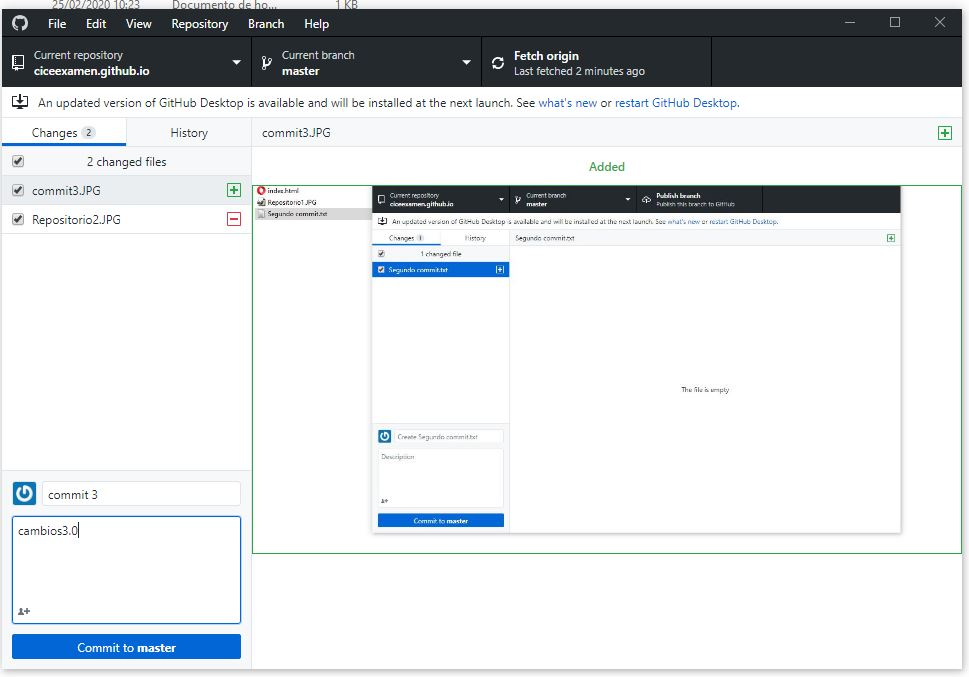 25/02/2020 10:23 Documento de ho... 1 KB
File Edit View Repository Branch Help
Current repository
ciceexamen.github.io
Current branch
master
Fetch origin
Last fetched 2 minutes ago
An updated version of GitHub Desktop is available and will be installed at the next launch. See what's new or restart GitHub Desktop.
Changes 2 History
commit3.JPG
2 changed files
commit3.JPG
Repositorio2.JPG
Added
index.html
Repositorio1.JPG
Segundo commit.txt
Current repository
ciceexamen.github.io
Current branch
master
Publish branch
Publish this branch to GitHub
An updated version of GitHub Desktop is available and will be installed at the next launch. See what's new or restart GitHub Desktop.
Changes 1 History
Segundo commit.txt
1 changed file
Segundo commit.txt
The file is empty
Create Segundo commit.txt
Description
Commit to master
commit 3
cambios3.0
Commit to master